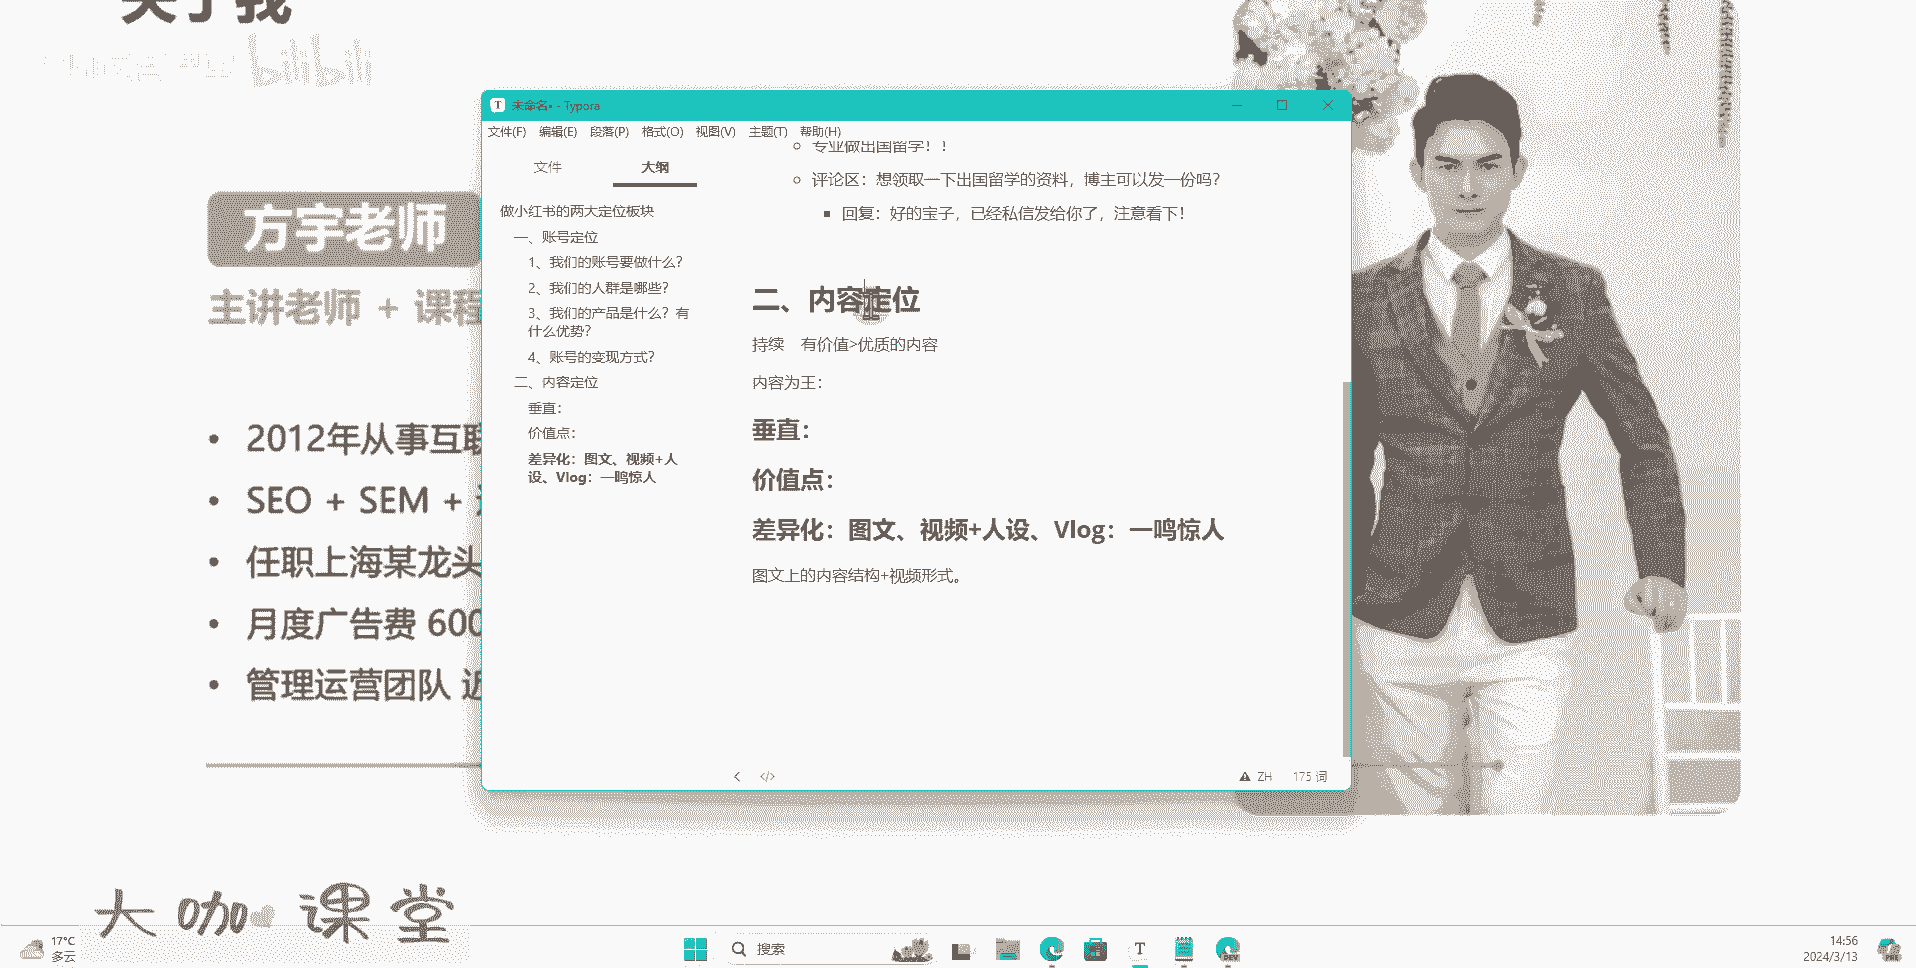 关于我
bilibili
方宇老师
主讲老师 + 课程
2012年从事互联
SEO + SEM +
任职上海某龙头
月度广告费 600
管理运营团队 近
未命名• - Typora
文件(F) 编辑(E) 段落(P) 格式(O) 视图(V) 主题(T) 帮助(H)
文件 大纲
做小红书的两大定位板块
一、账号定位
1、我们的账号要做什么？
2、我们的人群是哪些？
3、我们的产品是什么？有
什么优势？
4、账号的变现方式？
二、内容定位
垂直：
价值点：
差异化：图文、视频+人
设、Vlog：一鸣惊人
专业做出国留学！！
评论区：想领取一下出国留学的资料，博主可以发一份吗？
回复：好的宝子，已经私信发给你了，注意看下！
二、内容定位
持续 有价值>优质的内容
内容为王：
垂直：
价值点：
差异化：图文、视频+人设、Vlog：一鸣惊人
图文上的内容结构+视频形式。
ZH 175 词
大咖课堂
17°C
多云
搜索
T
DEV
14:56
2024/3/13
PRE